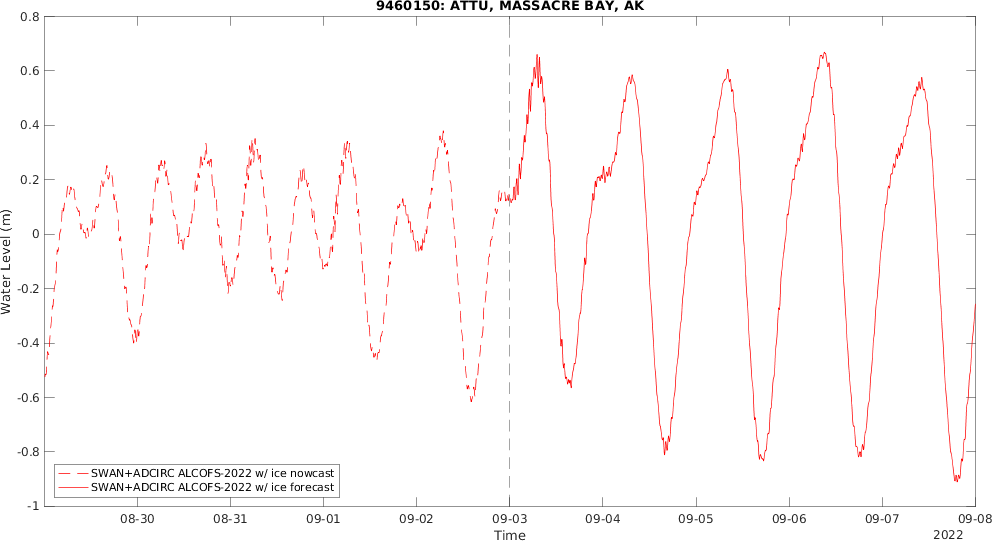 9460150: ATTU, MASSACRE BAY, AK
0.8
0.6
0.4
0.2
0
-0.2
-0.4
-0.6
-0.8
-1
Water Level (m)
SWAN+ADCIRC ALCOFS-2022 w/ ice nowcast
SWAN+ADCIRC ALCOFS-2022 w/ ice forecast
08-30 08-31 09-01 09-02 09-03 09-04 09-05 09-06 09-07 09-08
Time
2022